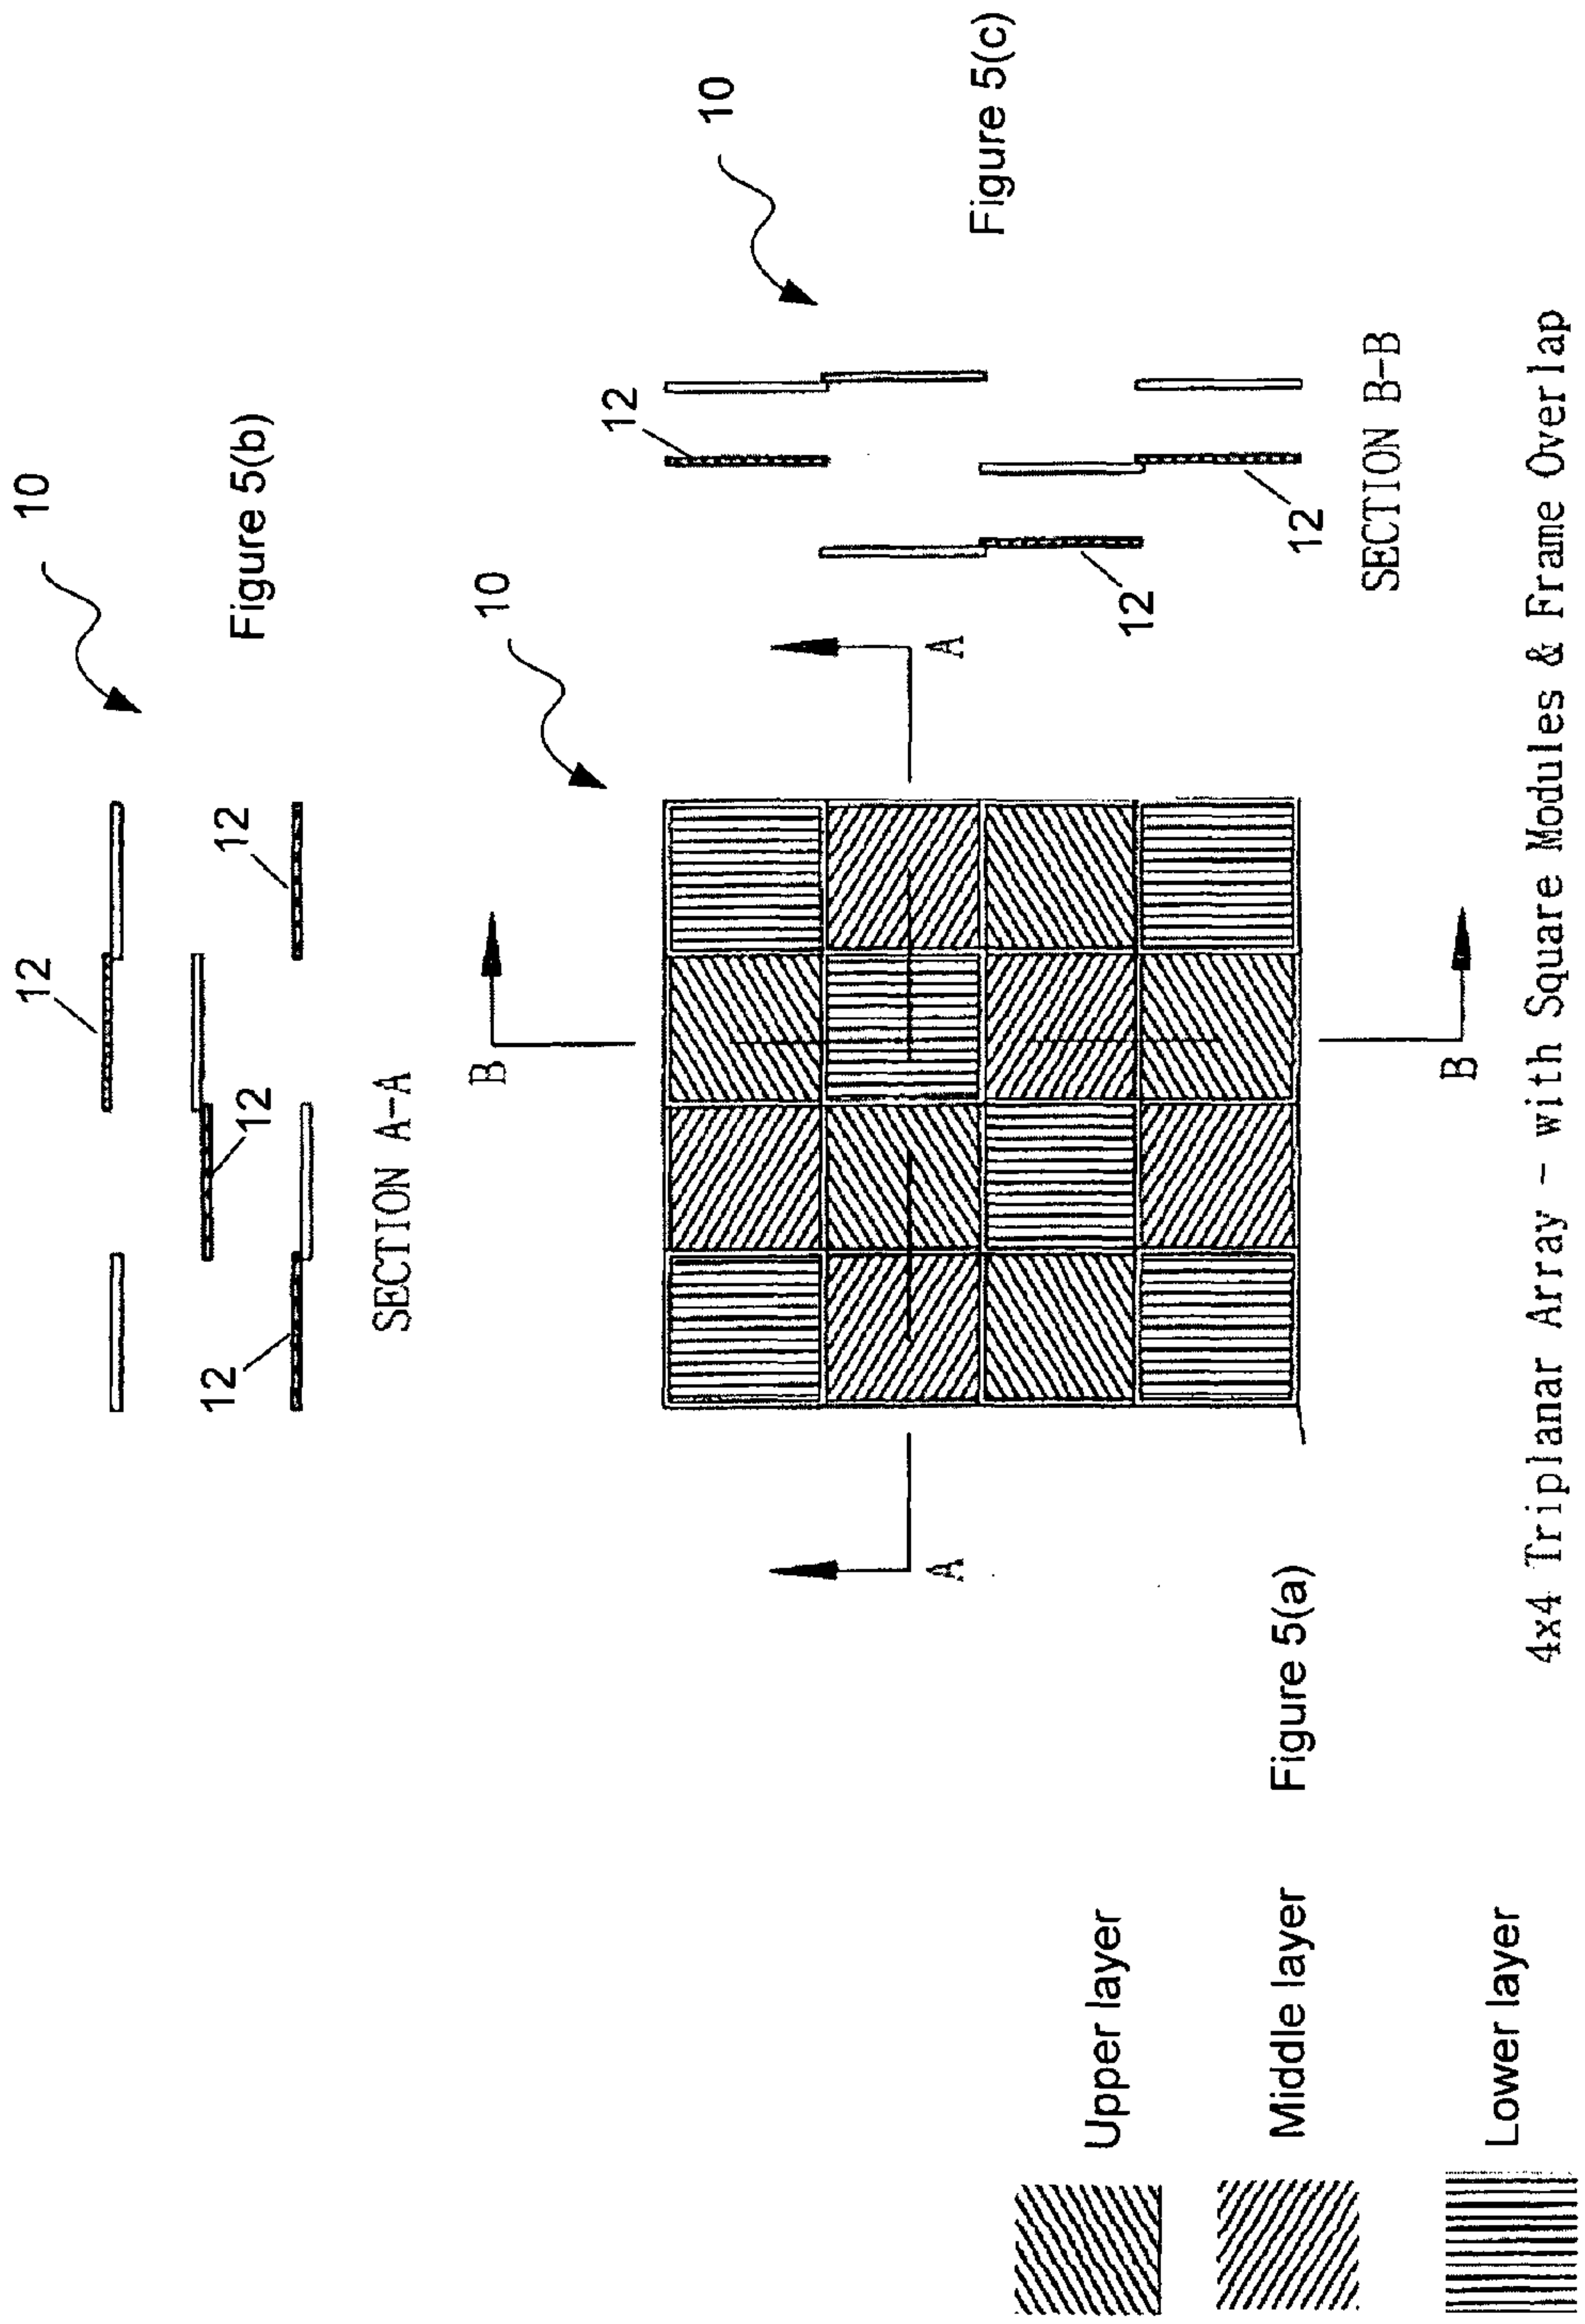 12
10
12
12
12
Figure 5(b)
SECTION A-A
B
10
12
10
A
A
Figure 5(c)
Upper layer
12
Middle layer
Figure 5(a)
12
SECTION B-B
B
Lower layer
4x4 Triplanar Array - with Square Modules & Frame Overlap